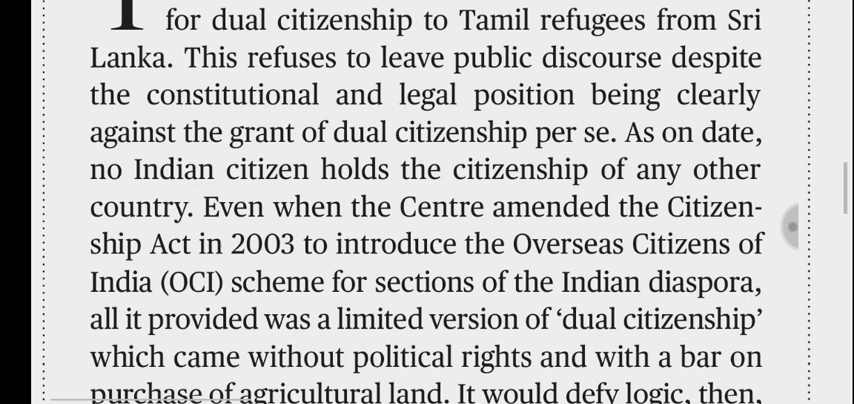 for dual citizenship to Tamil refugees from Sri
Lanka. This refuses to leave public discourse despite
the constitutional and legal position being clearly
against the grant of dual citizenship per se. As on date,
no Indian citizen holds the citizenship of any other
country. Even when the Centre amended the Citizen-
ship Act in 2003 to introduce the Overseas Citizens of
India (OCI) scheme for sections of the Indian diaspora,
all it provided was a limited version of ‘dual citizenship’
which came without political rights and with a bar on
purchase of agricultural land. It would defy logic, then,